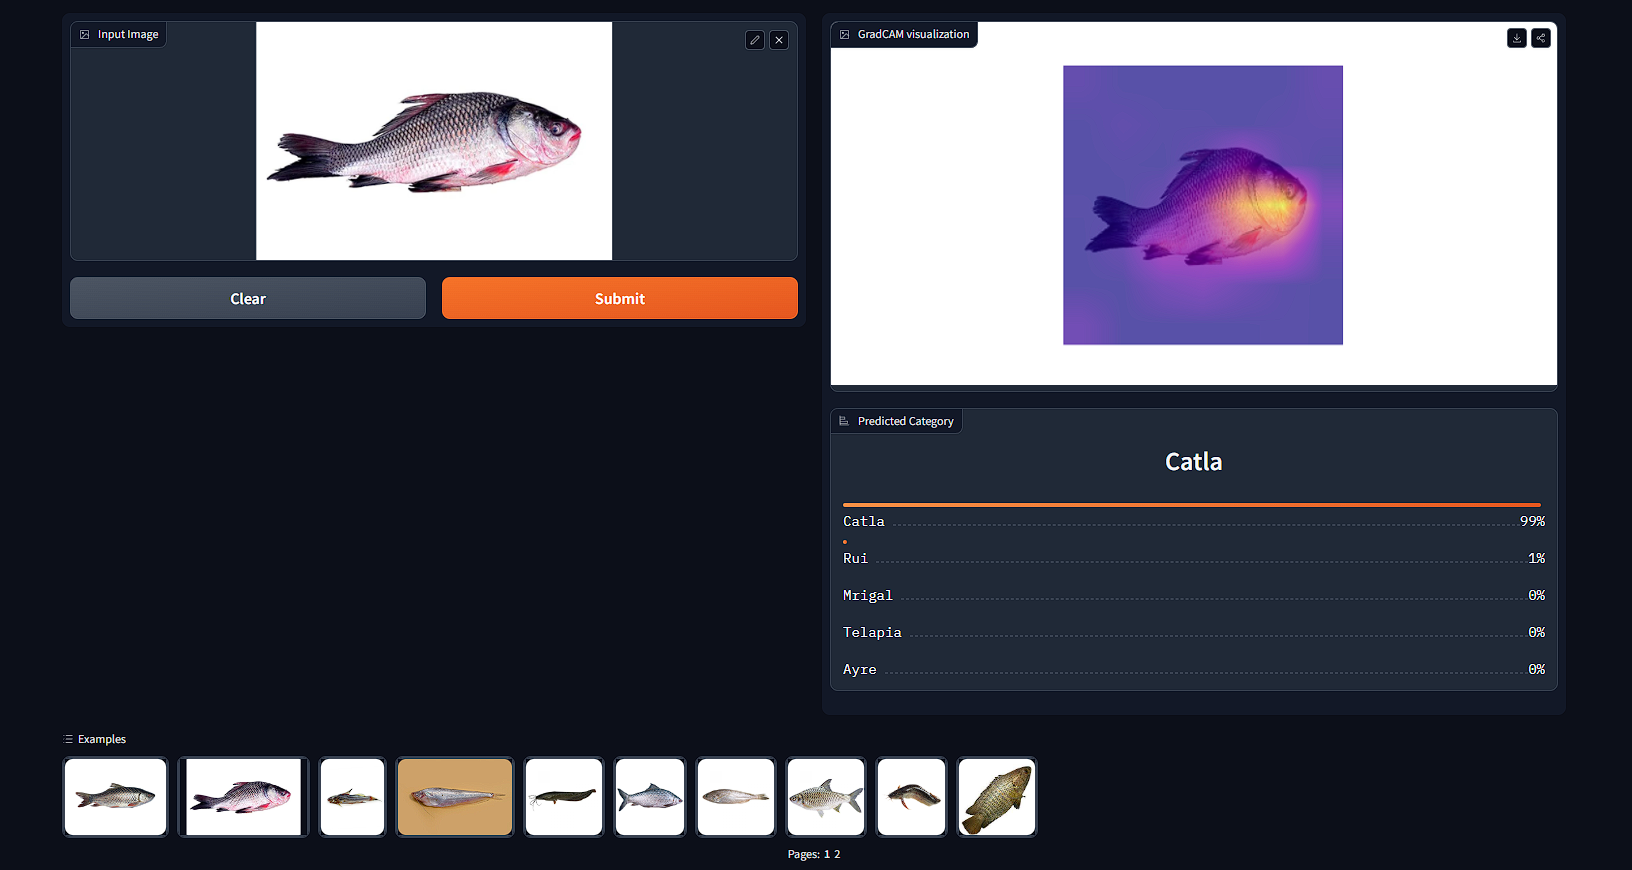 Input Image
Clear
Submit
GradCAM visualization
Predicted Category
Catla
Catla 99%
Rui 1%
Mrigal 0%
Telapia 0%
Ayre 0%
Examples
Pages: 1 2